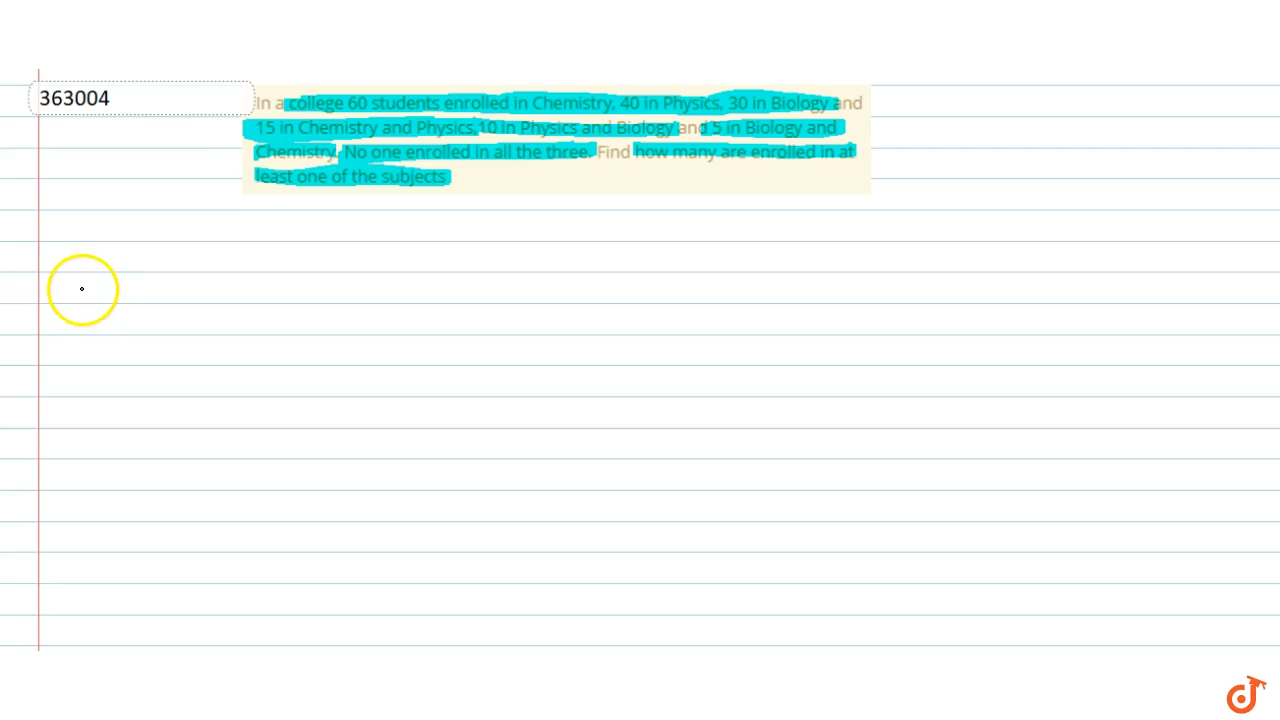 363004
In a college 60 students enrolled in Chemistry, 40 in Physics, 30 in Biology and
15 in Chemistry and Physics,10 in Physics and Biology and 5 in Biology and
Chemistry. No one enrolled in all the three. Find how many are enrolled in at
least one of the subjects